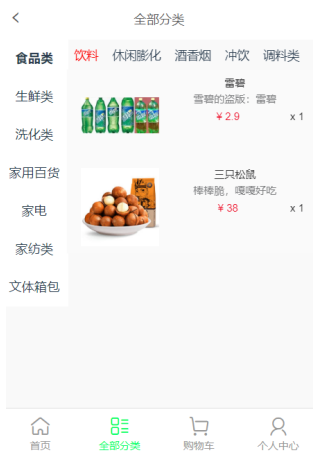 全部分类
食品类
生鲜类
洗化类
家用百货
家电
家纺类
文体箱包
饮料 休闲膨化 酒香烟 冲饮 调料类
雪碧
雪碧的盗版：雪碧
¥ 2.9 x 1
三只松鼠
棒棒脆，嘎嘎好吃
¥ 38 x 1
首页 全部分类 购物车 个人中心